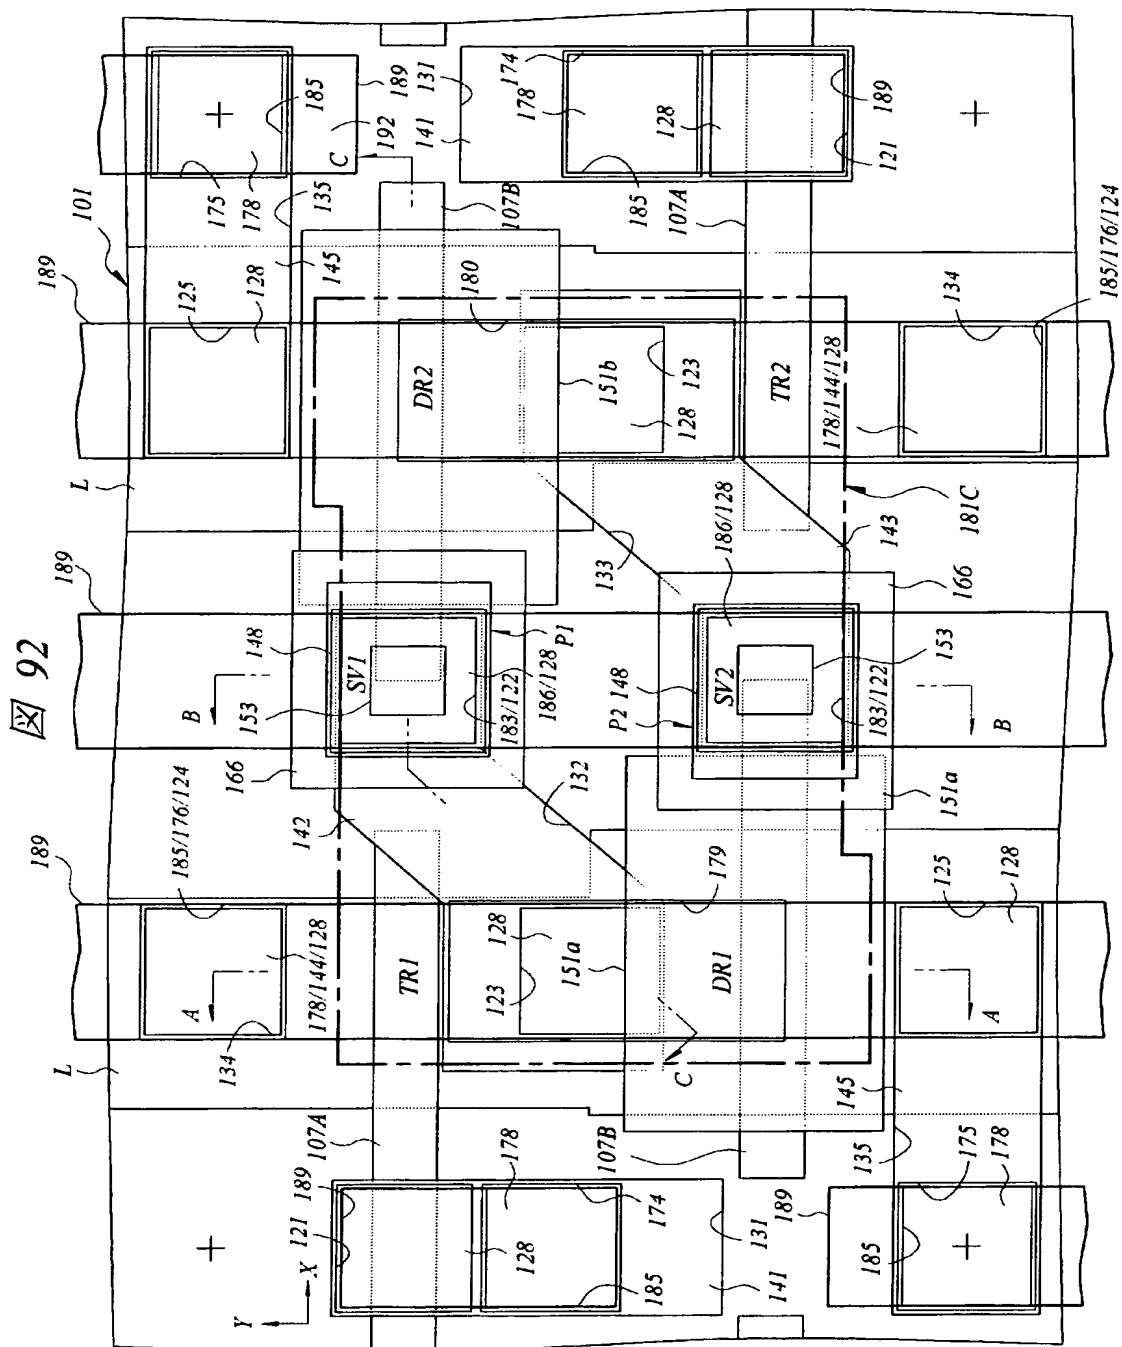 図 92
189
189
189
L
L
101
A
134
185/176/124
178/144/128
B
153
148
166
125
128
175
178
135
185
Y
X
121
189
107A
TR1
142
SV1
P1
145
C
192
189
128
178
183/122
186/128
DR2
180
107B
141
131
123
128
151a
132
174
185
178
174
141
131
185
C
179
133
151b
128
123
128
107B
DR1
P2
148
SV2
186/128
TR2
107A
189
121
189
135
145
151a
183/122
153
143
181C
178/144/128
134
185
175
178
125
128
A
166
B
185/176/124